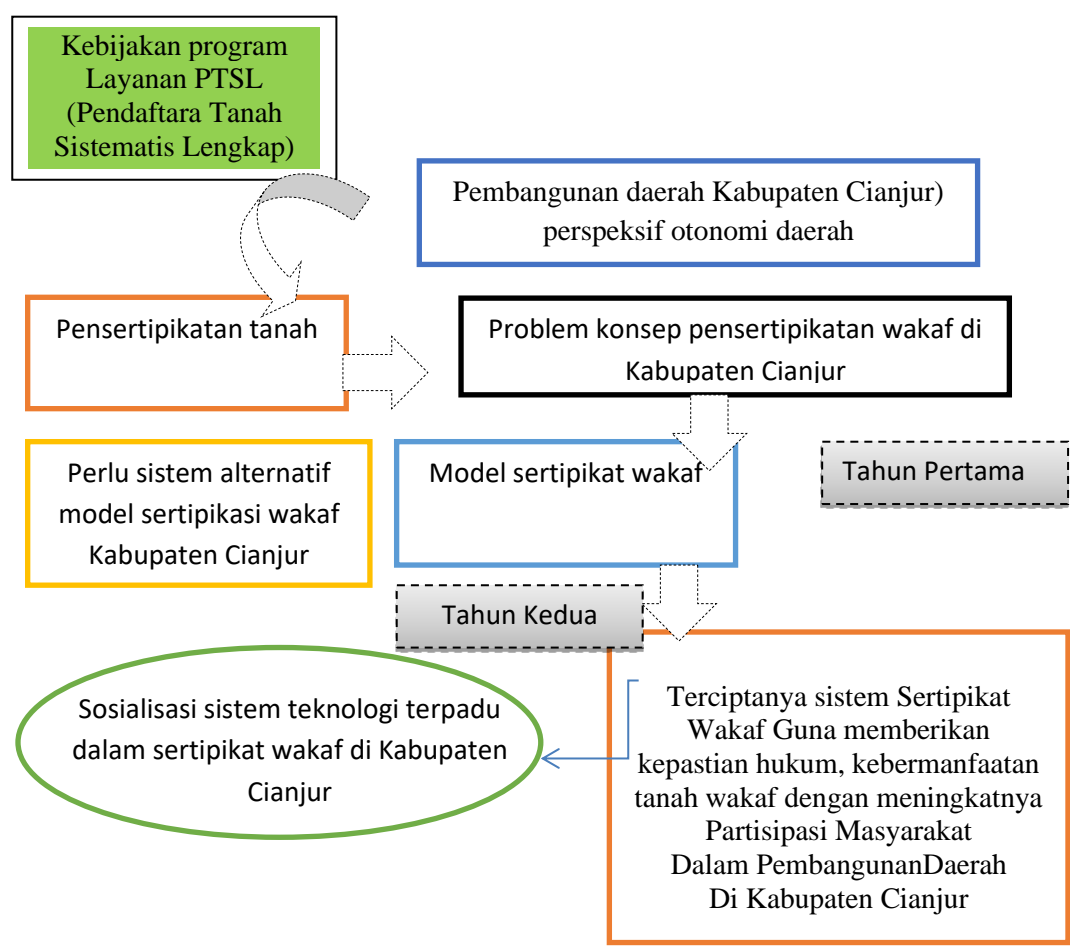 Kebijakan program
Layanan PTSL
(Pendaftara Tanah
Sistematis Lengkap)
Pembangunan daerah Kabupaten Cianjur)
perspeksif otonomi daerah
Pensertipikatan tanah
Problem konsep pensertipikatan wakaf di
Kabupaten Cianjur
Perlu sistem alternatif
model sertipikasi wakaf
Kabupaten Cianjur
Model sertipikat wakaf
Tahun Pertama
Tahun Kedua
Sosialisasi sistem teknologi terpadu
dalam sertipikat wakaf di Kabupaten
Cianjur
Terciptanya sistem Sertipikat
Wakaf Guna memberikan
kepastian hukum, kebermanfaatan
tanah wakaf dengan meningkatnya
Partisipasi Masyarakat
Dalam PembangunanDaerah
Di Kabupaten Cianjur